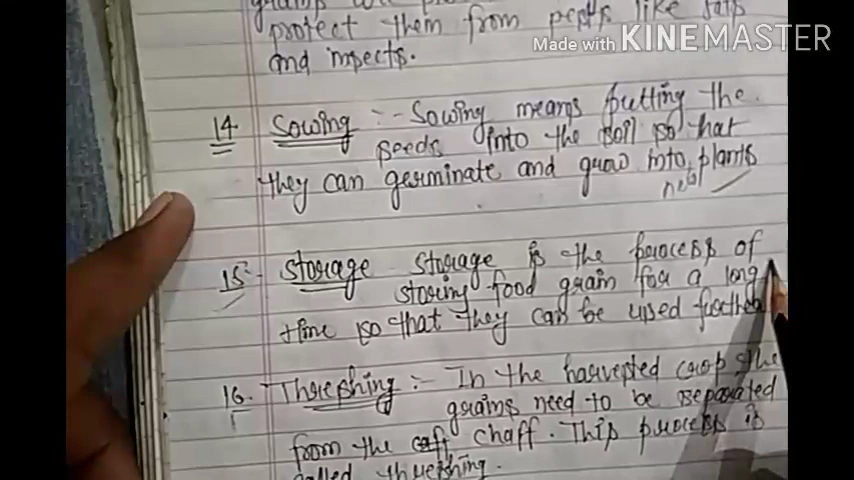 protect them from pests like rats
and insects.
Made with KINEMASTER
14. Sowing :- Sowing means putting the
seeds into the soil so that
they can germinate and grow into plants
new
15. Storage Storage is the process of
storing food grain for a long
time so that they can be used further
16. Threshing :- In the harvested crop the
grains need to be separated
from the chaff. This process is
called threshing.